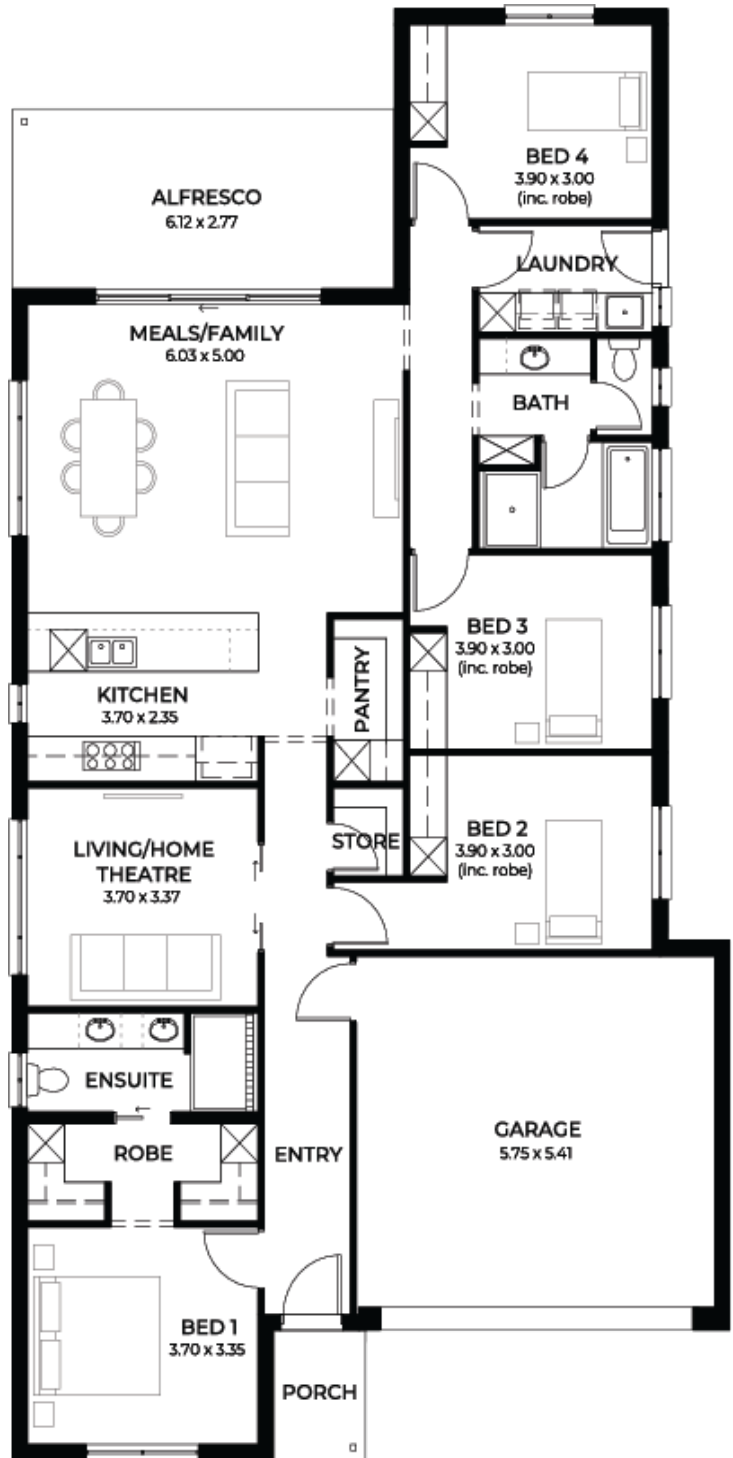 BED 4
3.90 x 3.00
(inc. robe)
ALFRESCO
6.12 x 2.77
LAUNDRY
MEALS/FAMILY
6.03 x 5.00
BATH
BED 3
3.90 x 3.00
(inc. robe)
PANTRY
KITCHEN
3.70 x 2.35
STORE
BED 2
3.90 x 3.00
(inc. robe)
LIVING/HOME
THEATRE
3.70 x 3.37
ENSUITE
ROBE
ENTRY
GARAGE
5.75 x 5.41
BED 1
3.70 x 3.35
PORCH